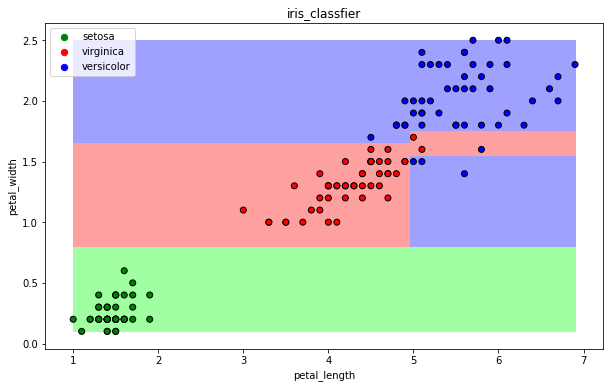 iris_classfier
setosa
virginica
versicolor
petal_width
2.5
2.0
1.5
1.0
0.5
0.0
1
2
3
4
5
6
7
petal_length